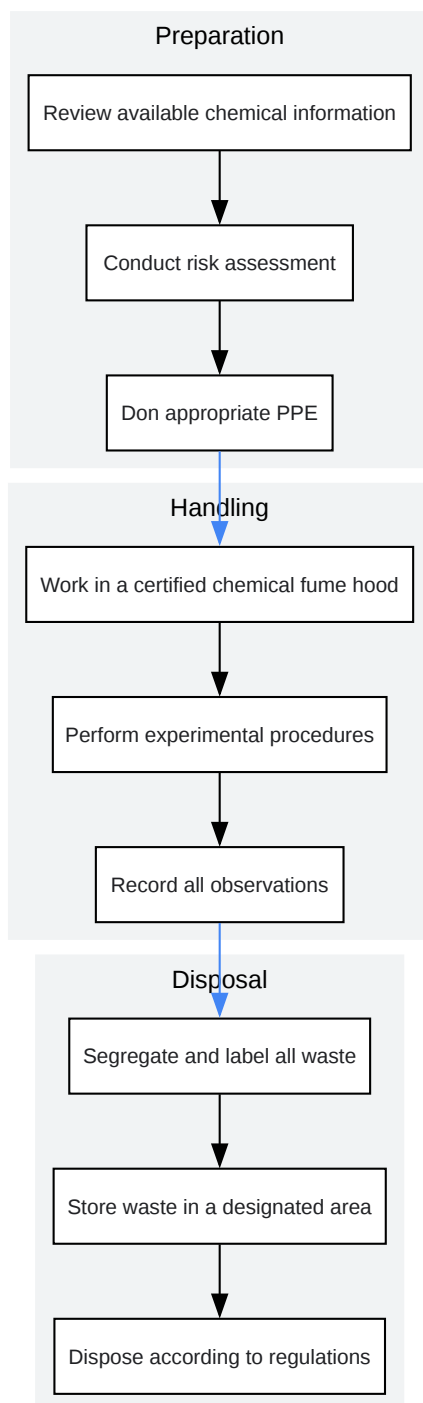 Preparation
Review available chemical information
Conduct risk assessment
Don appropriate PPE
Handling
Work in a certified chemical fume hood
Perform experimental procedures
Record all observations
Disposal
Segregate and label all waste
Store waste in a designated area
Dispose according to regulations